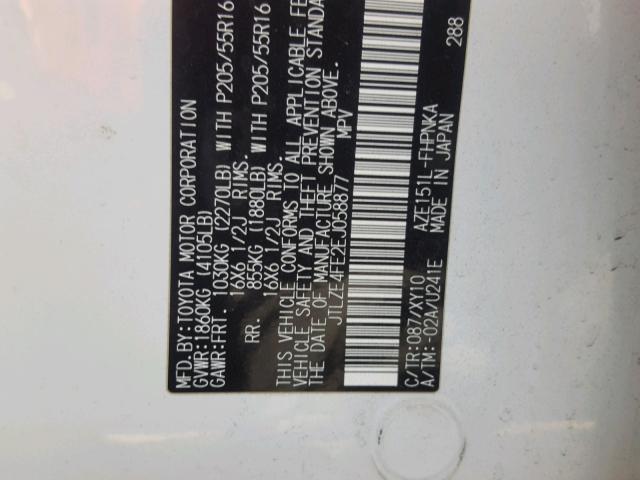 MFD.BY:TOYOTA MOTOR CORPORATION
GVWR:1860KG (4105LB)
GAWR:FRT. 1030KG (2270LB) WITH P205/55R16
16X6 1/2J RIMS.
RR. 855KG (1880LB) WITH P205/55R16
16X6 1/2J RIMS.
THIS VEHICLE CONFORMS TO ALL APPLICABLE FE
VEHICLE SAFETY AND THEFT PREVENTION STANDA
THE DATE OF MANUFACTURE SHOWN ABOVE.
JTLZE4FE2EJ058877 MPV
C/TR:087/XY10 AZE151L-FHPNKA
A/TM:-02A/U241E MADE IN JAPAN
288